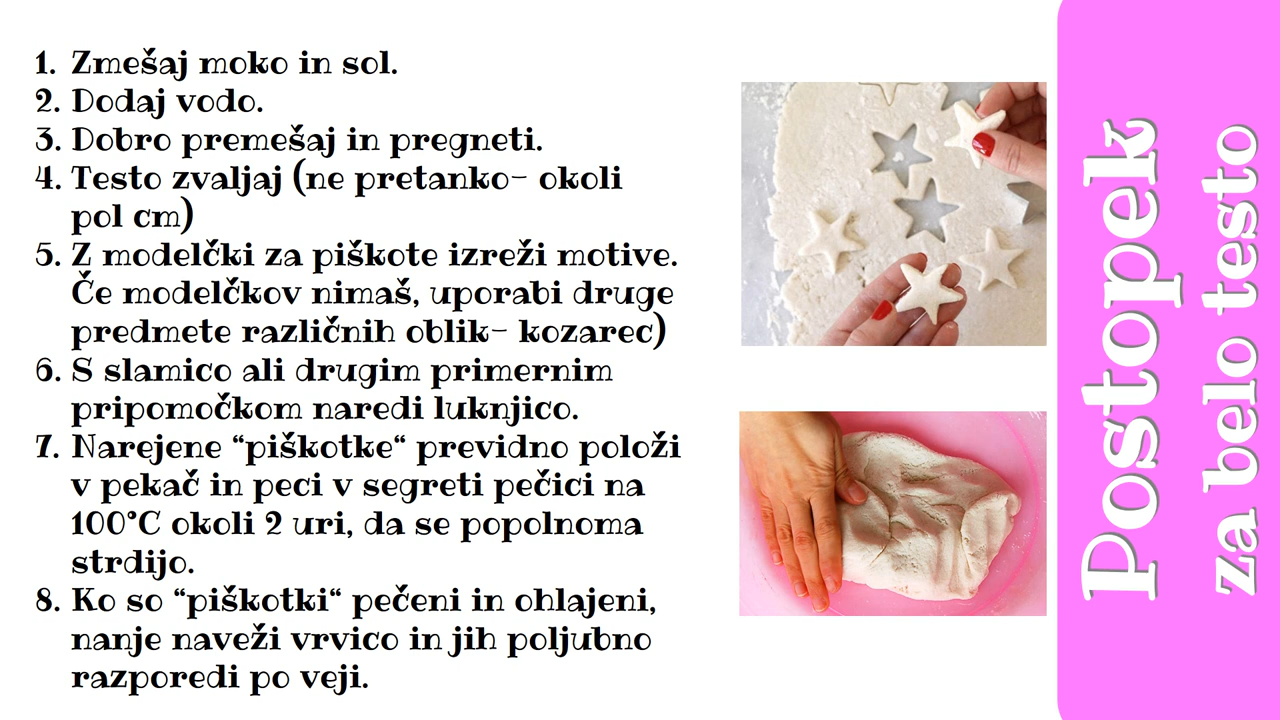 1. Zmešaj moko in sol.
2. Dodaj vodo.
3. Dobro premešaj in pregneti.
4. Testo zvaljaj (ne pretanko- okoli
pol cm)
5. Z modelčki za piškote izreži motive.
Če modelčkov nimaš, uporabi druge
predmete različnih oblik- kozarec)
6. S slamico ali drugim primernim
pripomočkom naredi luknjico.
7. Narejene “piškotke“ previdno položi
v pekač in peci v segreti pečici na
100°C okoli 2 uri, da se popolnoma
strdijo.
8. Ko so “piškotki“ pečeni in ohlajeni,
nanje naveži vrvico in jih poljubno
razporedi po veji.
Postopek
za belo testo